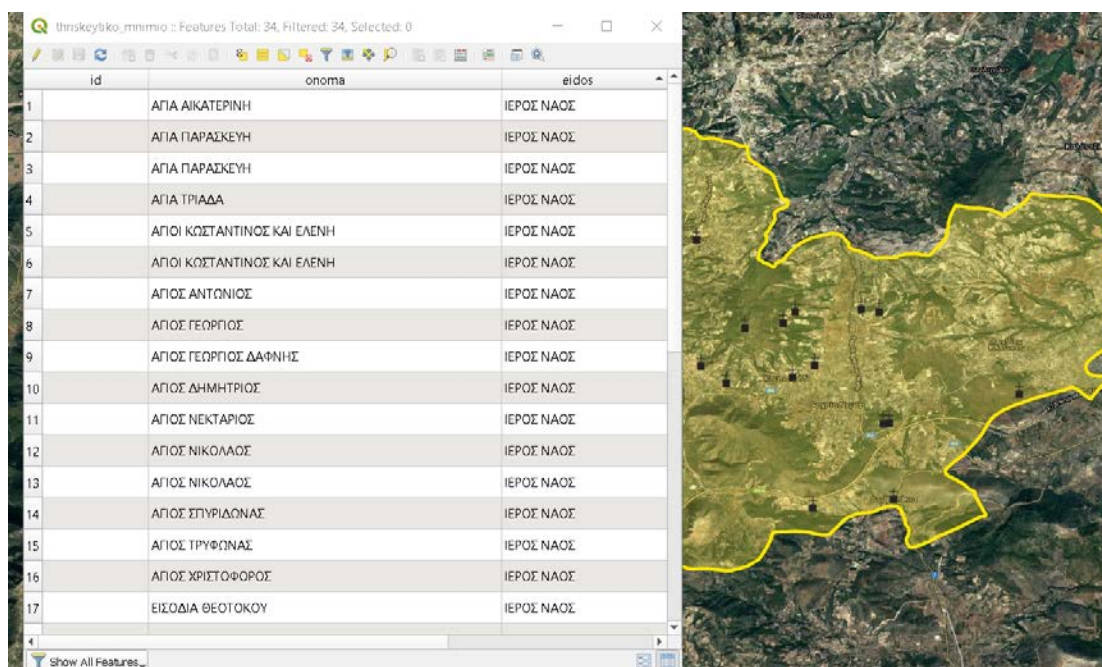 thriskeytiko_mnimio :: Features Total: 34, Filtered: 34, Selected: 0
id onoma eidos
1 ΑΓΙΑ ΑΙΚΑΤΕΡΙΝΗ ΙΕΡΟΣ ΝΑΟΣ
2 ΑΓΙΑ ΠΑΡΑΣΚΕΥΗ ΙΕΡΟΣ ΝΑΟΣ
3 ΑΓΙΑ ΠΑΡΑΣΚΕΥΗ ΙΕΡΟΣ ΝΑΟΣ
4 ΑΓΙΑ ΤΡΙΑΔΑ ΙΕΡΟΣ ΝΑΟΣ
5 ΑΓΙΟΙ ΚΩΣΤΑΝΤΙΝΟΣ ΚΑΙ ΕΛΕΝΗ ΙΕΡΟΣ ΝΑΟΣ
6 ΑΓΙΟΙ ΚΩΣΤΑΝΤΙΝΟΣ ΚΑΙ ΕΛΕΝΗ ΙΕΡΟΣ ΝΑΟΣ
7 ΑΓΙΟΣ ΑΝΤΩΝΙΟΣ ΙΕΡΟΣ ΝΑΟΣ
8 ΑΓΙΟΣ ΓΕΩΡΓΙΟΣ ΙΕΡΟΣ ΝΑΟΣ
9 ΑΓΙΟΣ ΓΕΩΡΓΙΟΣ ΔΑΦΝΗΣ ΙΕΡΟΣ ΝΑΟΣ
10 ΑΓΙΟΣ ΔΗΜΗΤΡΙΟΣ ΙΕΡΟΣ ΝΑΟΣ
11 ΑΓΙΟΣ ΝΕΚΤΑΡΙΟΣ ΙΕΡΟΣ ΝΑΟΣ
12 ΑΓΙΟΣ ΝΙΚΟΛΑΟΣ ΙΕΡΟΣ ΝΑΟΣ
13 ΑΓΙΟΣ ΝΙΚΟΛΑΟΣ ΙΕΡΟΣ ΝΑΟΣ
14 ΑΓΙΟΣ ΣΠΥΡΙΔΩΝΑΣ ΙΕΡΟΣ ΝΑΟΣ
15 ΑΓΙΟΣ ΤΡΥΦΩΝΑΣ ΙΕΡΟΣ ΝΑΟΣ
16 ΑΓΙΟΣ ΧΡΙΣΤΟΦΟΡΟΣ ΙΕΡΟΣ ΝΑΟΣ
17 ΕΙΣΟΔΙΑ ΘΕΟΤΟΚΟΥ ΙΕΡΟΣ ΝΑΟΣ
Show All Features
7